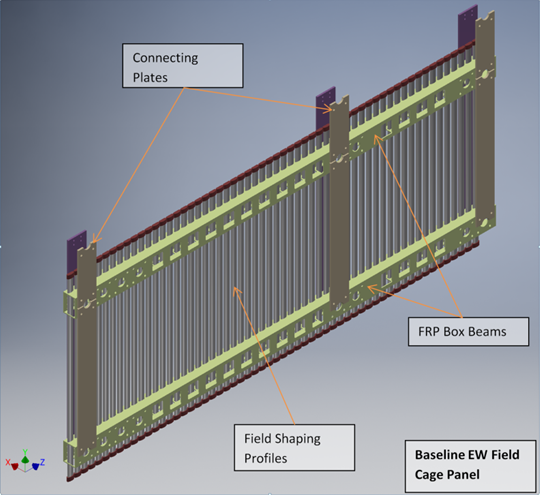 Connecting
Plates
FRP Box Beams
Field Shaping
Profiles
Baseline EW Field
Cage Panel
X
Y
Z